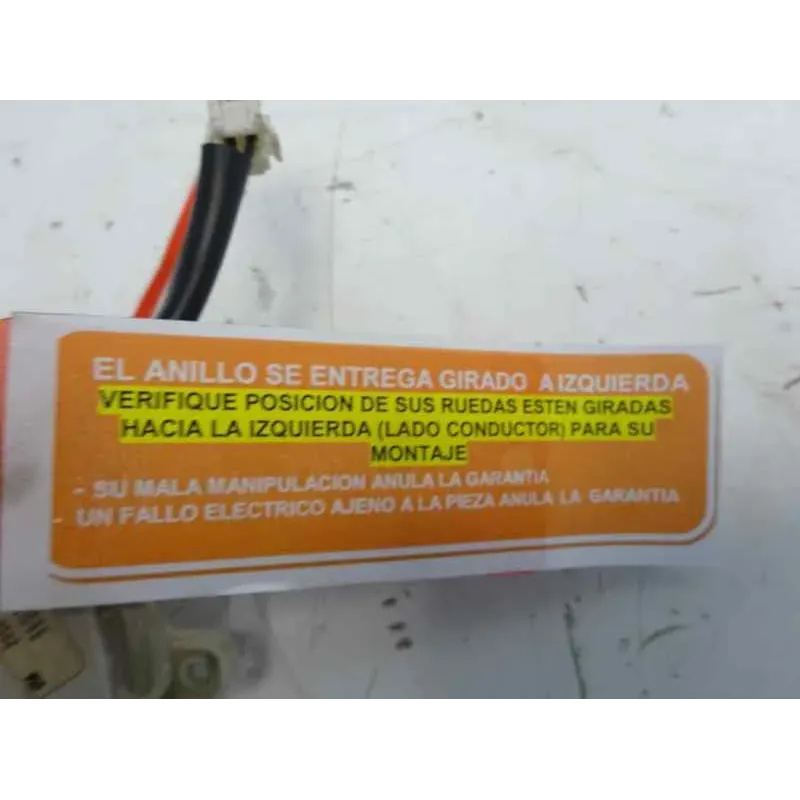 EL ANILLO SE ENTREGA GIRADO A IZQUIERDA
VERIFIQUE POSICION DE SUS RUEDAS ESTEN GIRADAS
HACIA LA IZQUIERDA (LADO CONDUCTOR) PARA SU
MONTAJE
- SU MALA MANIPULACION ANULA LA GARANTIA
- UN FALLO ELECTRICO AJENO A LA PIEZA ANULA LA GARANTIA